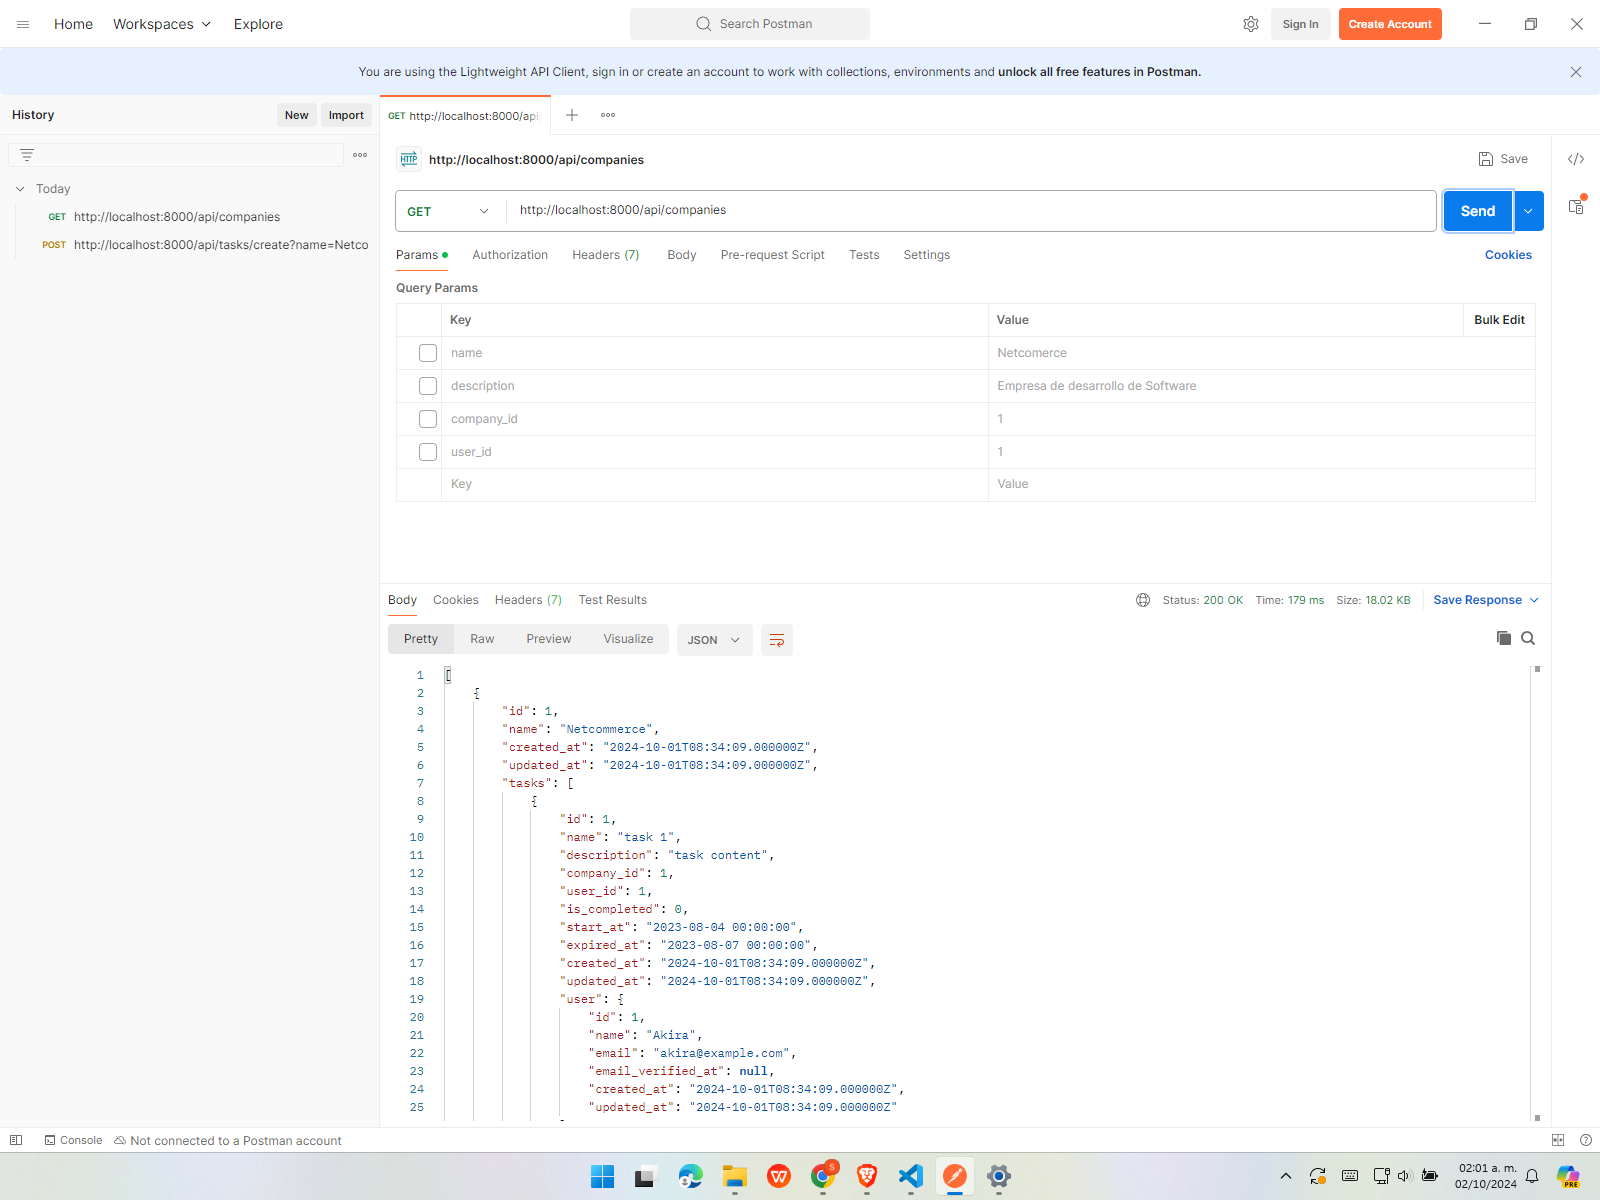 Home Workspaces Explore Search Postman Sign In Create Account
You are using the Lightweight API Client, sign in or create an account to work with collections, environments and unlock all free features in Postman.
History New Import
Today
GET http://localhost:8000/api/companies
POST http://localhost:8000/api/tasks/create?name=Netco
GET http://localhost:8000/api/
HTTP http://localhost:8000/api/companies Save
GET http://localhost:8000/api/companies Send
Params Authorization Headers (7) Body Pre-request Script Tests Settings Cookies
Query Params
Key Value Bulk Edit
name Netcomerce
description Empresa de desarrollo de Software
company_id 1
user_id 1
Key Value
Body Cookies Headers (7) Test Results Status: 200 OK Time: 179 ms Size: 18.02 KB Save Response
Pretty Raw Preview Visualize JSON
1 [
2 {
3 "id": 1,
4 "name": "Netcommerce",
5 "created_at": "2024-10-01T08:34:09.000000Z",
6 "updated_at": "2024-10-01T08:34:09.000000Z",
7 "tasks": [
8 {
9 "id": 1,
10 "name": "task 1",
11 "description": "task content",
12 "company_id": 1,
13 "user_id": 1,
14 "is_completed": 0,
15 "start_at": "2023-08-04 00:00:00",
16 "expired_at": "2023-08-07 00:00:00",
17 "created_at": "2024-10-01T08:34:09.000000Z",
18 "updated_at": "2024-10-01T08:34:09.000000Z",
19 "user": {
20 "id": 1,
21 "name": "Akira",
22 "email": "akira@example.com",
23 "email_verified_at": null,
24 "created_at": "2024-10-01T08:34:09.000000Z",
25 "updated_at": "2024-10-01T08:34:09.000000Z"
Console Not connected to a Postman account
02:01 a. m.
02/10/2024
PRE